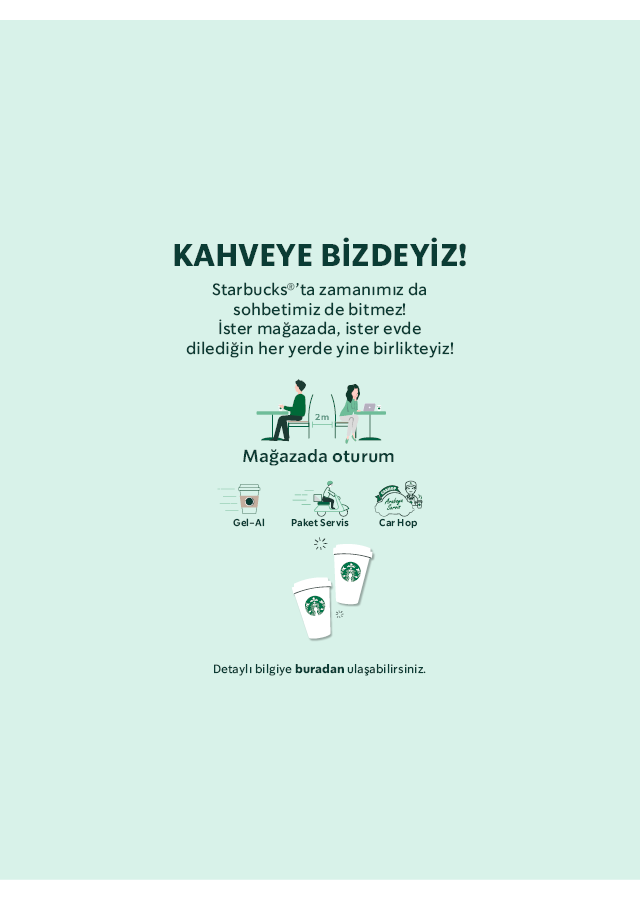 KAHVEYE BİZDEYİZ!
Starbucks®'ta zamanımız da
sohbetimiz de bitmez!
İster mağazada, ister evde
dilediğin her yerde yine birlikteyiz!
2m
Mağazada oturum
Arabaya
Servis
Gel-Al Paket Servis Car Hop
Detaylı bilgiye buradan ulaşabilirsiniz.